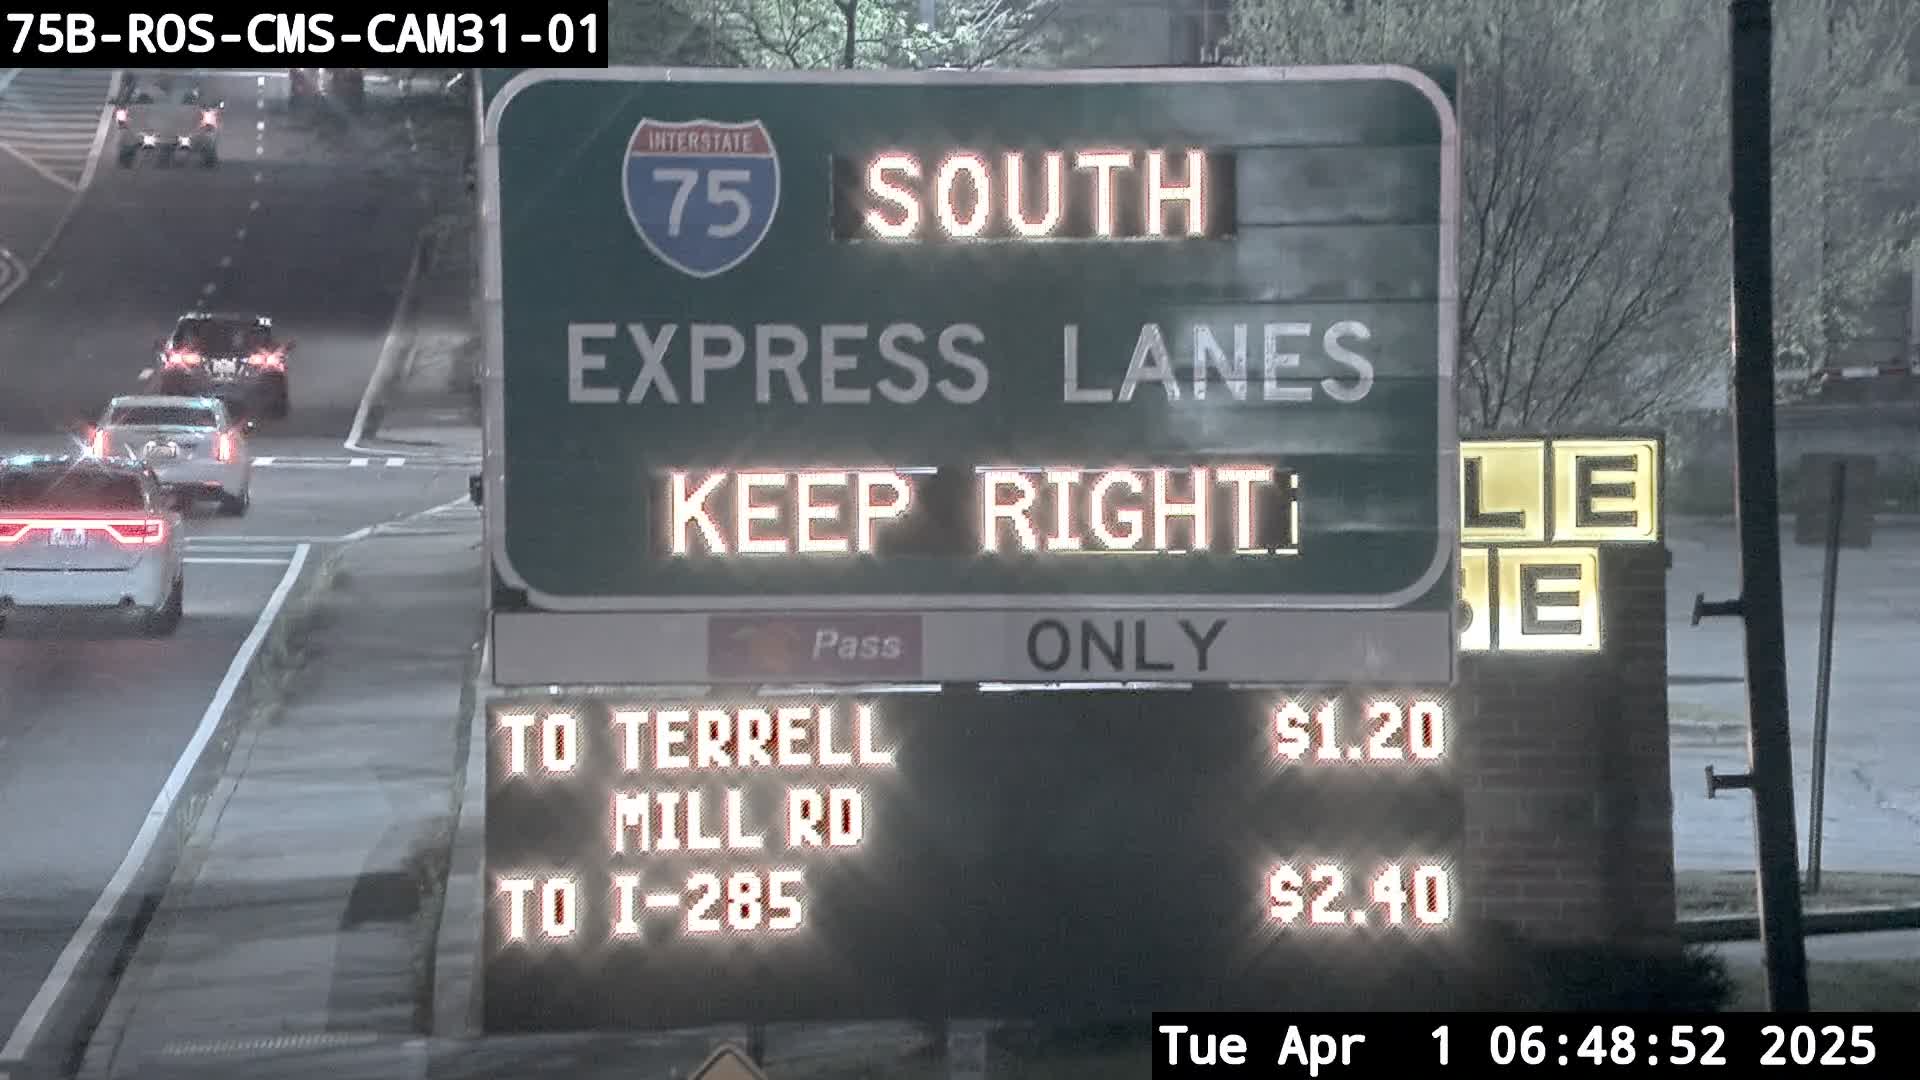 75B-ROS-CMS-CAM31-01
INTERSTATE
75
SOUTH
EXPRESS LANES
KEEP RIGHT
Pass ONLY
TO TERRELL $1.20
MILL RD
TO I-285 $2.40
LE
E
Tue Apr 1 06:48:52 2025